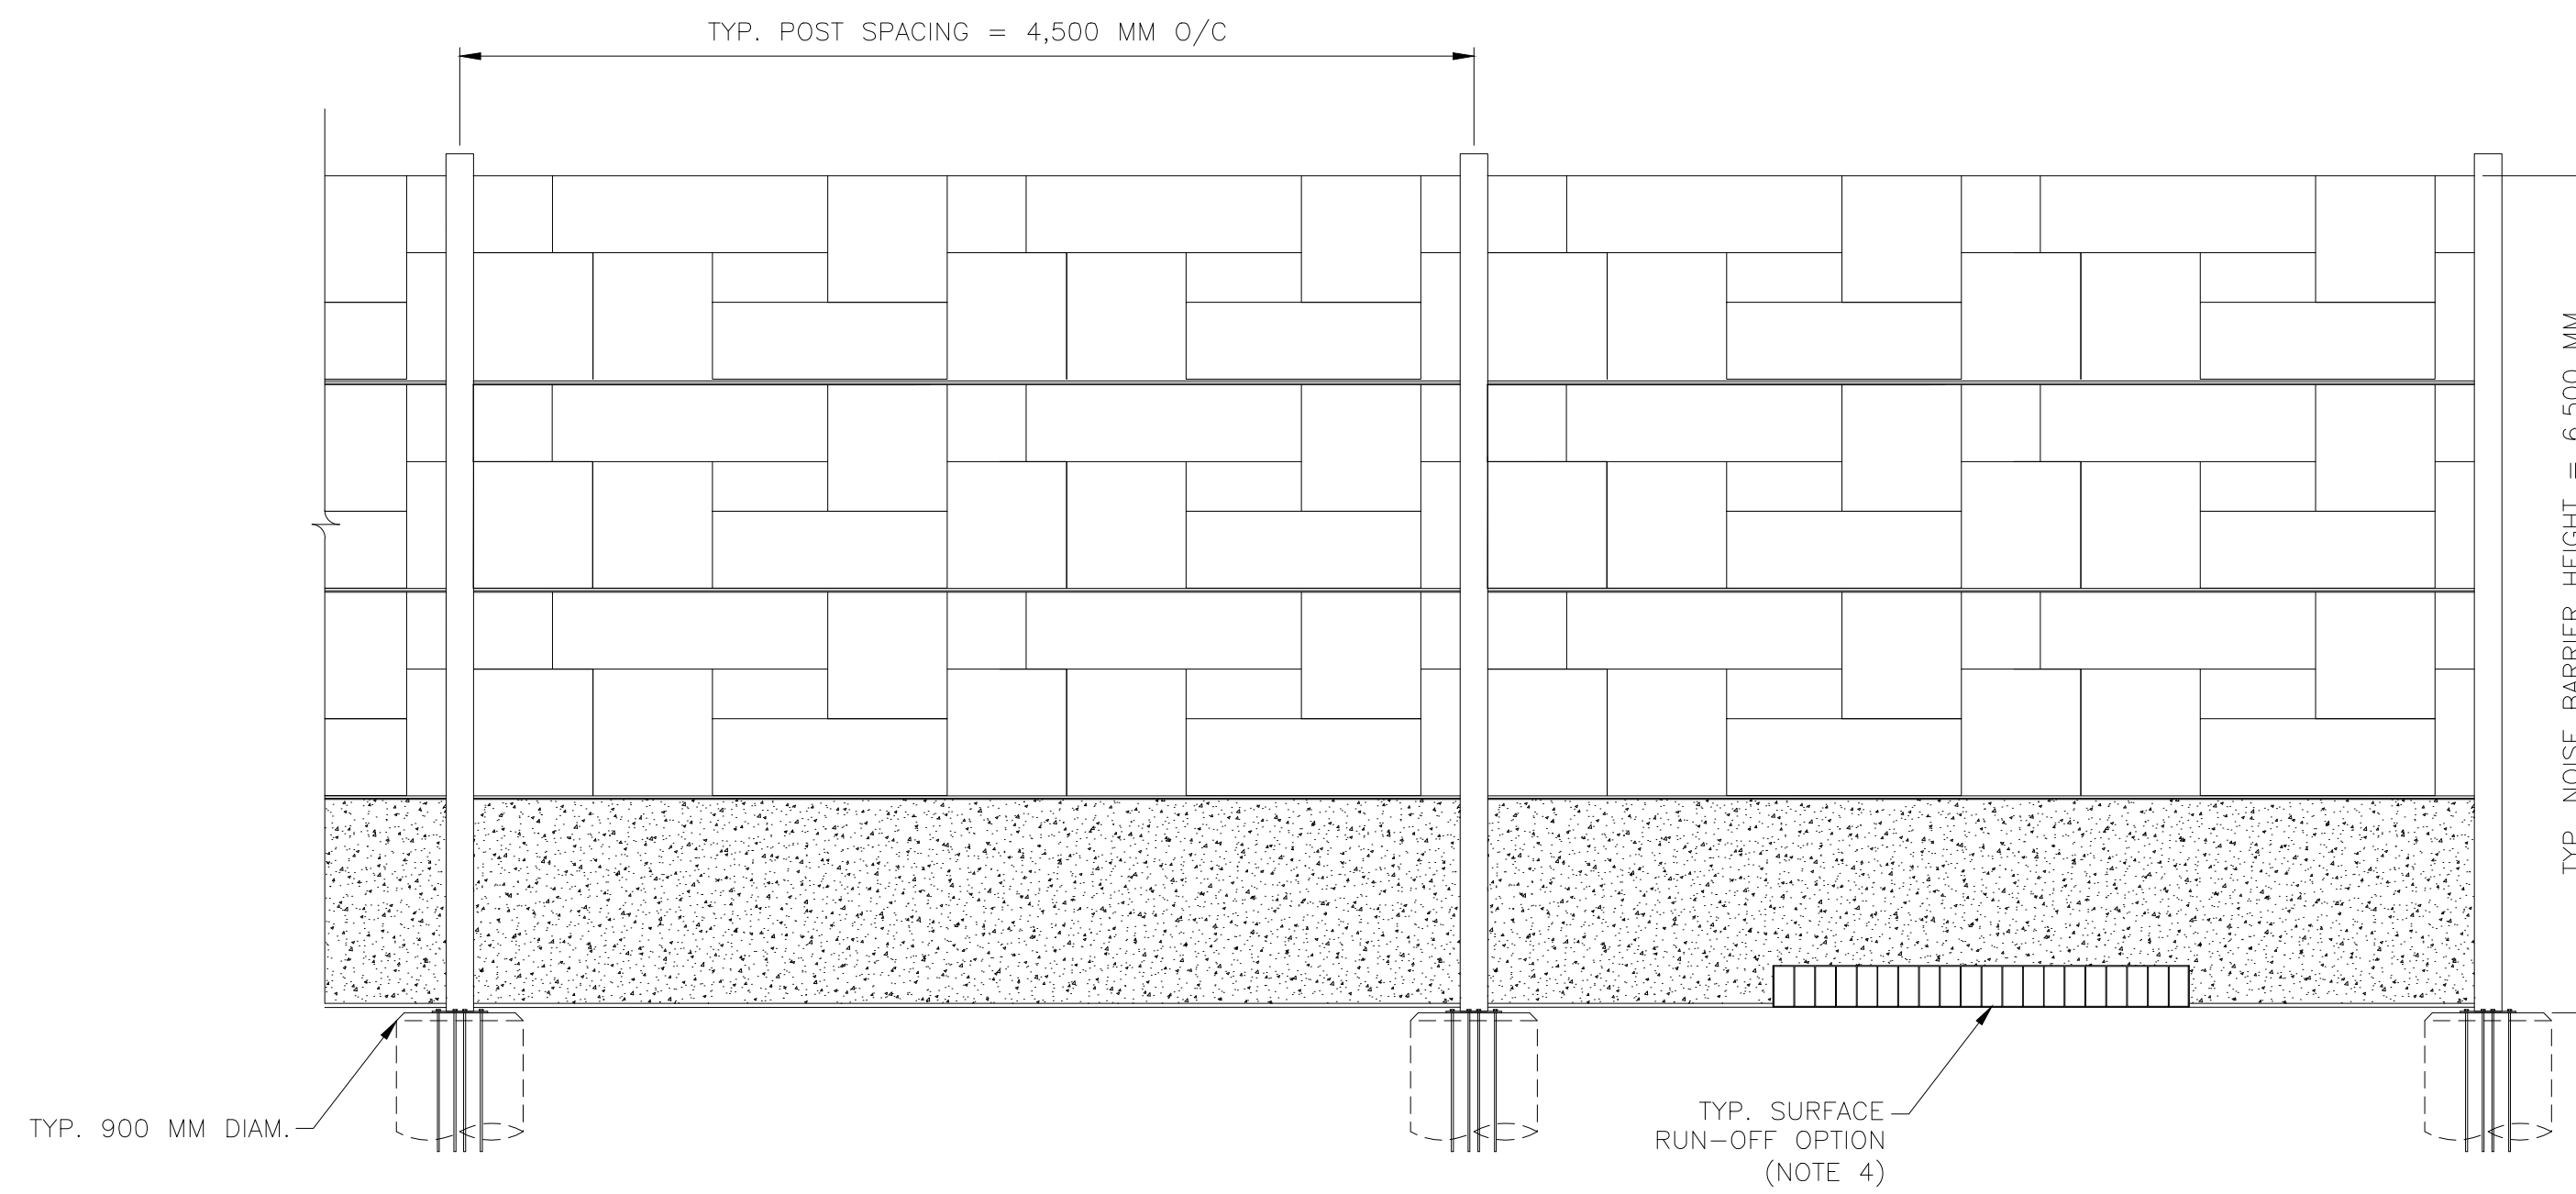 TYP. POST SPACING = 4,500 MM O/C
TYP. NOISE BARRIER HEIGHT = 6,500 MM
TYP. 900 MM DIAM.
TYP. SURFACE
RUN-OFF OPTION
(NOTE 4)